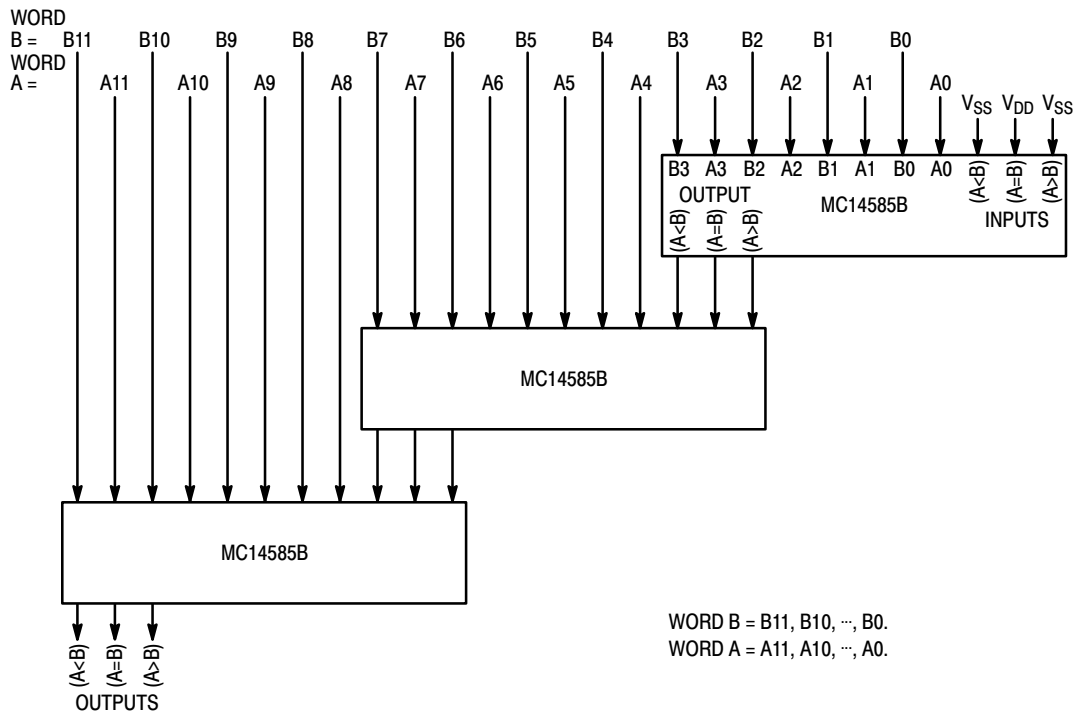 WORD
B = B11 B10 B9 B8 B7 B6 B5 B4 B3 B2 B1 B0
WORD
A = A11 A10 A9 A8 A7 A6 A5 A4 A3 A2 A1 A0
VSS VDD VSS
B3 A3 B2 A2 B1 A1 B0 A0 (A<B) (A=B) (A>B)
OUTPUT
MC14585B
INPUTS
(A<B) (A=B) (A>B)
MC14585B
MC14585B
(A<B) (A=B) (A>B)
OUTPUTS
WORD B = B11, B10, ···, B0.
WORD A = A11, A10, ···, A0.